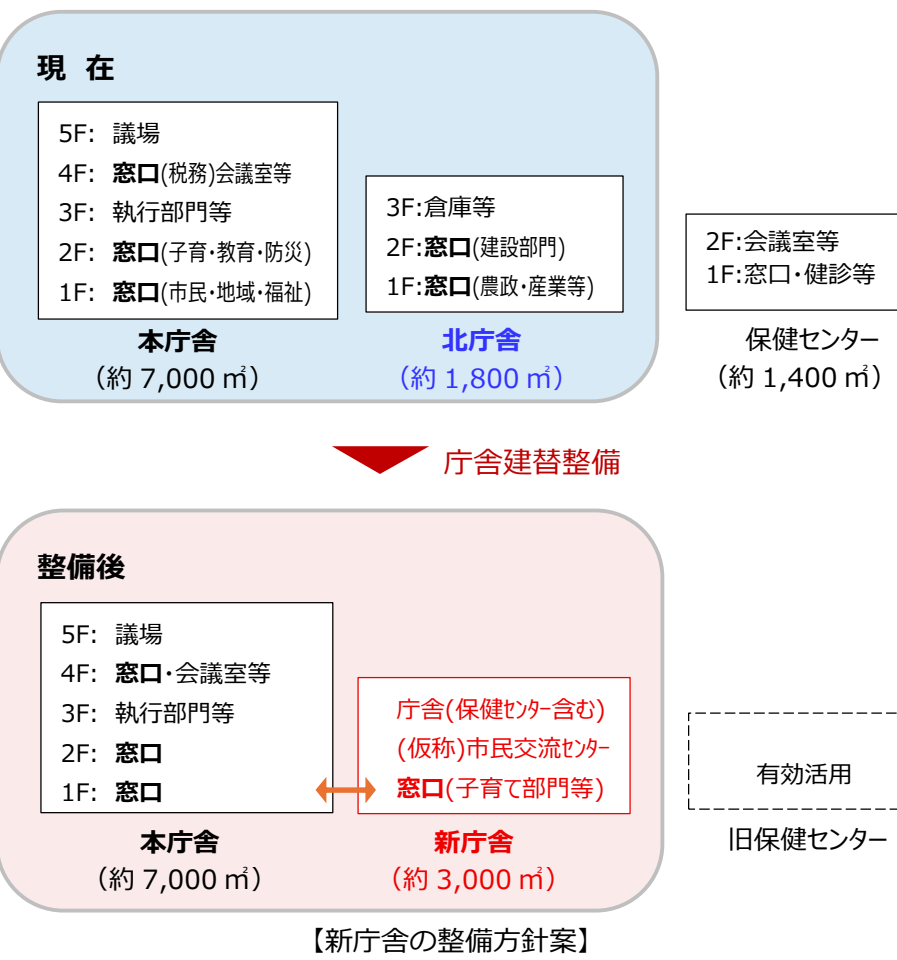 現 在
5F: 議場
4F: 窓口(税務)会議室等
3F: 執行部門等
2F: 窓口(子育・教育・防災)
1F: 窓口(市民・地域・福祉)
本庁舎
（約 7,000 ㎡）
3F:倉庫等
2F:窓口(建設部門)
1F:窓口(農政・産業等)
北庁舎
（約 1,800 ㎡）
2F:会議室等
1F:窓口・健診等
保健センター
（約 1,400 ㎡）
庁舎建替整備
整備後
5F: 議場
4F: 窓口・会議室等
3F: 執行部門等
2F: 窓口
1F: 窓口
本庁舎
（約 7,000 ㎡）
庁舎(保健センター含む)
(仮称)市民交流センター
窓口(子育て部門等)
新庁舎
（約 3,000 ㎡）
有効活用
旧保健センター
【新庁舎の整備方針案】